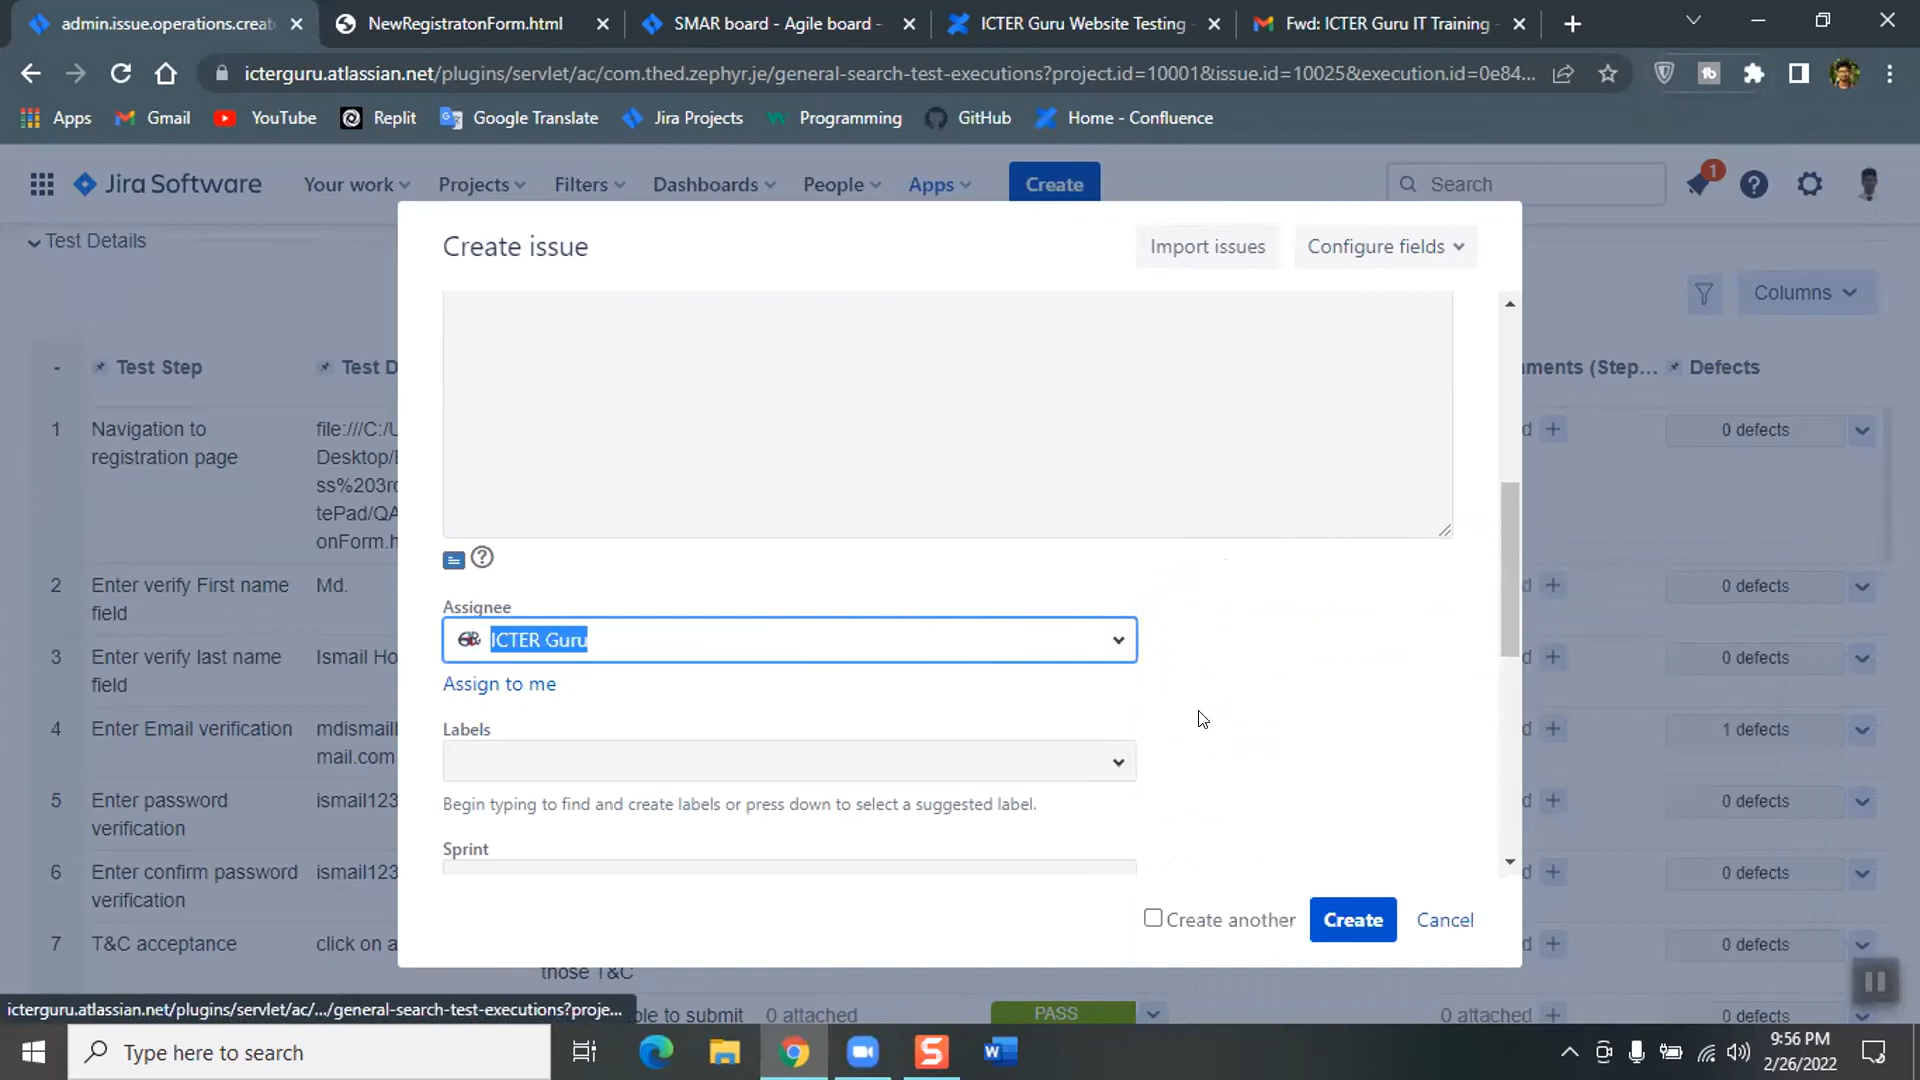 admin.issue.operations.creat
NewRegistratonForm.html
SMAR board - Agile board -
ICTER Guru Website Testing
Fwd: ICTER Guru IT Training -
icterguru.atlassian.net/plugins/servlet/ac/com.thed.zephyr.je/general-search-test-executions?project.id=10001&issue.id=10025&execution.id=0e84...
Apps Gmail YouTube Replit Google Translate Jira Projects Programming GitHub Home - Confluence
Jira Software Your work Projects Filters Dashboards People Apps Create Search 1
Test Details
Create issue Import issues Configure fields
Columns
- Test Step Test D
ments (Step... Defects
1 Navigation to registration page
file:///C:/U
Desktop/
ss%203ro
tePad/QA
onForm.h
d + 0 defects
2 Enter verify First name field Md. d + 0 defects
3 Enter verify last name field Ismail Ho d + 0 defects
4 Enter Email verification mdismaill
mail.com d + 1 defects
5 Enter password verification ismail123 d + 0 defects
6 Enter confirm password verification ismail123 d + 0 defects
7 T&C acceptance click on a d + 0 defects
Assignee
ICTER Guru
Assign to me
Labels
Begin typing to find and create labels or press down to select a suggested label.
Sprint
Create another Create Cancel
those T&C
icterguru.atlassian.net/plugins/servlet/ac/.../general-search-test-executions?proje...
ble to submit 0 attached PASS 0 attached + 0 defects
Type here to search
9:56 PM
2/26/2022